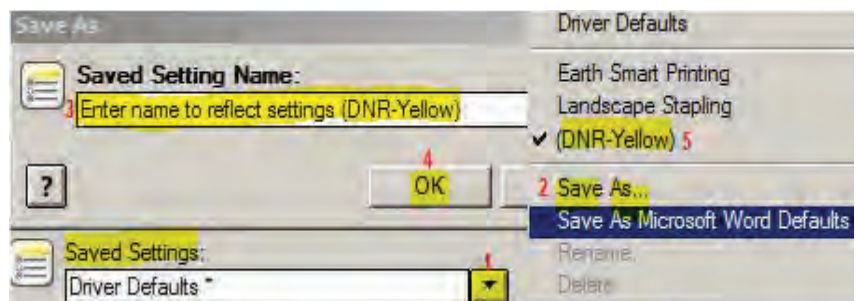 Save As
Saved Setting Name:
3 Enter name to reflect settings (DNR-Yellow)
4
? OK
Saved Settings:
1
Driver Defaults *
Driver Defaults
Earth Smart Printing
Landscape Stapling
✔ (DNR-Yellow) 5
2 Save As...
Save As Microsoft Word Defaults
Rename
Delete